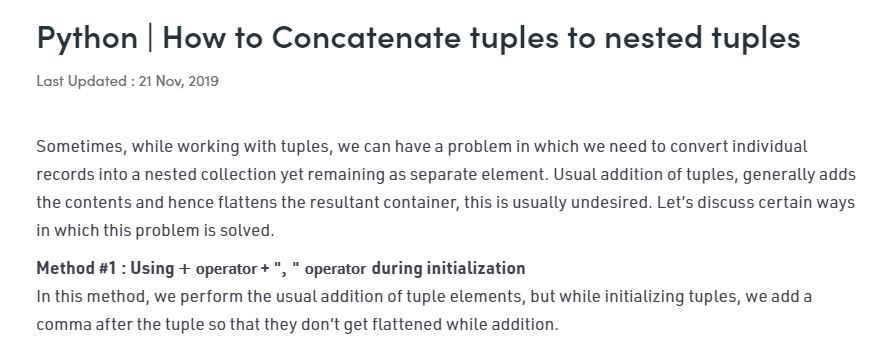 Python | How to Concatenate tuples to nested tuples
Last Updated : 21 Nov, 2019
Sometimes, while working with tuples, we can have a problem in which we need to convert individual
records into a nested collection yet remaining as separate element. Usual addition of tuples, generally adds
the contents and hence flattens the resultant container, this is usually undesired. Let’s discuss certain ways
in which this problem is solved.
Method #1 : Using + operator + ", " operator during initialization
In this method, we perform the usual addition of tuple elements, but while initializing tuples, we add a
comma after the tuple so that they don’t get flattened while addition.